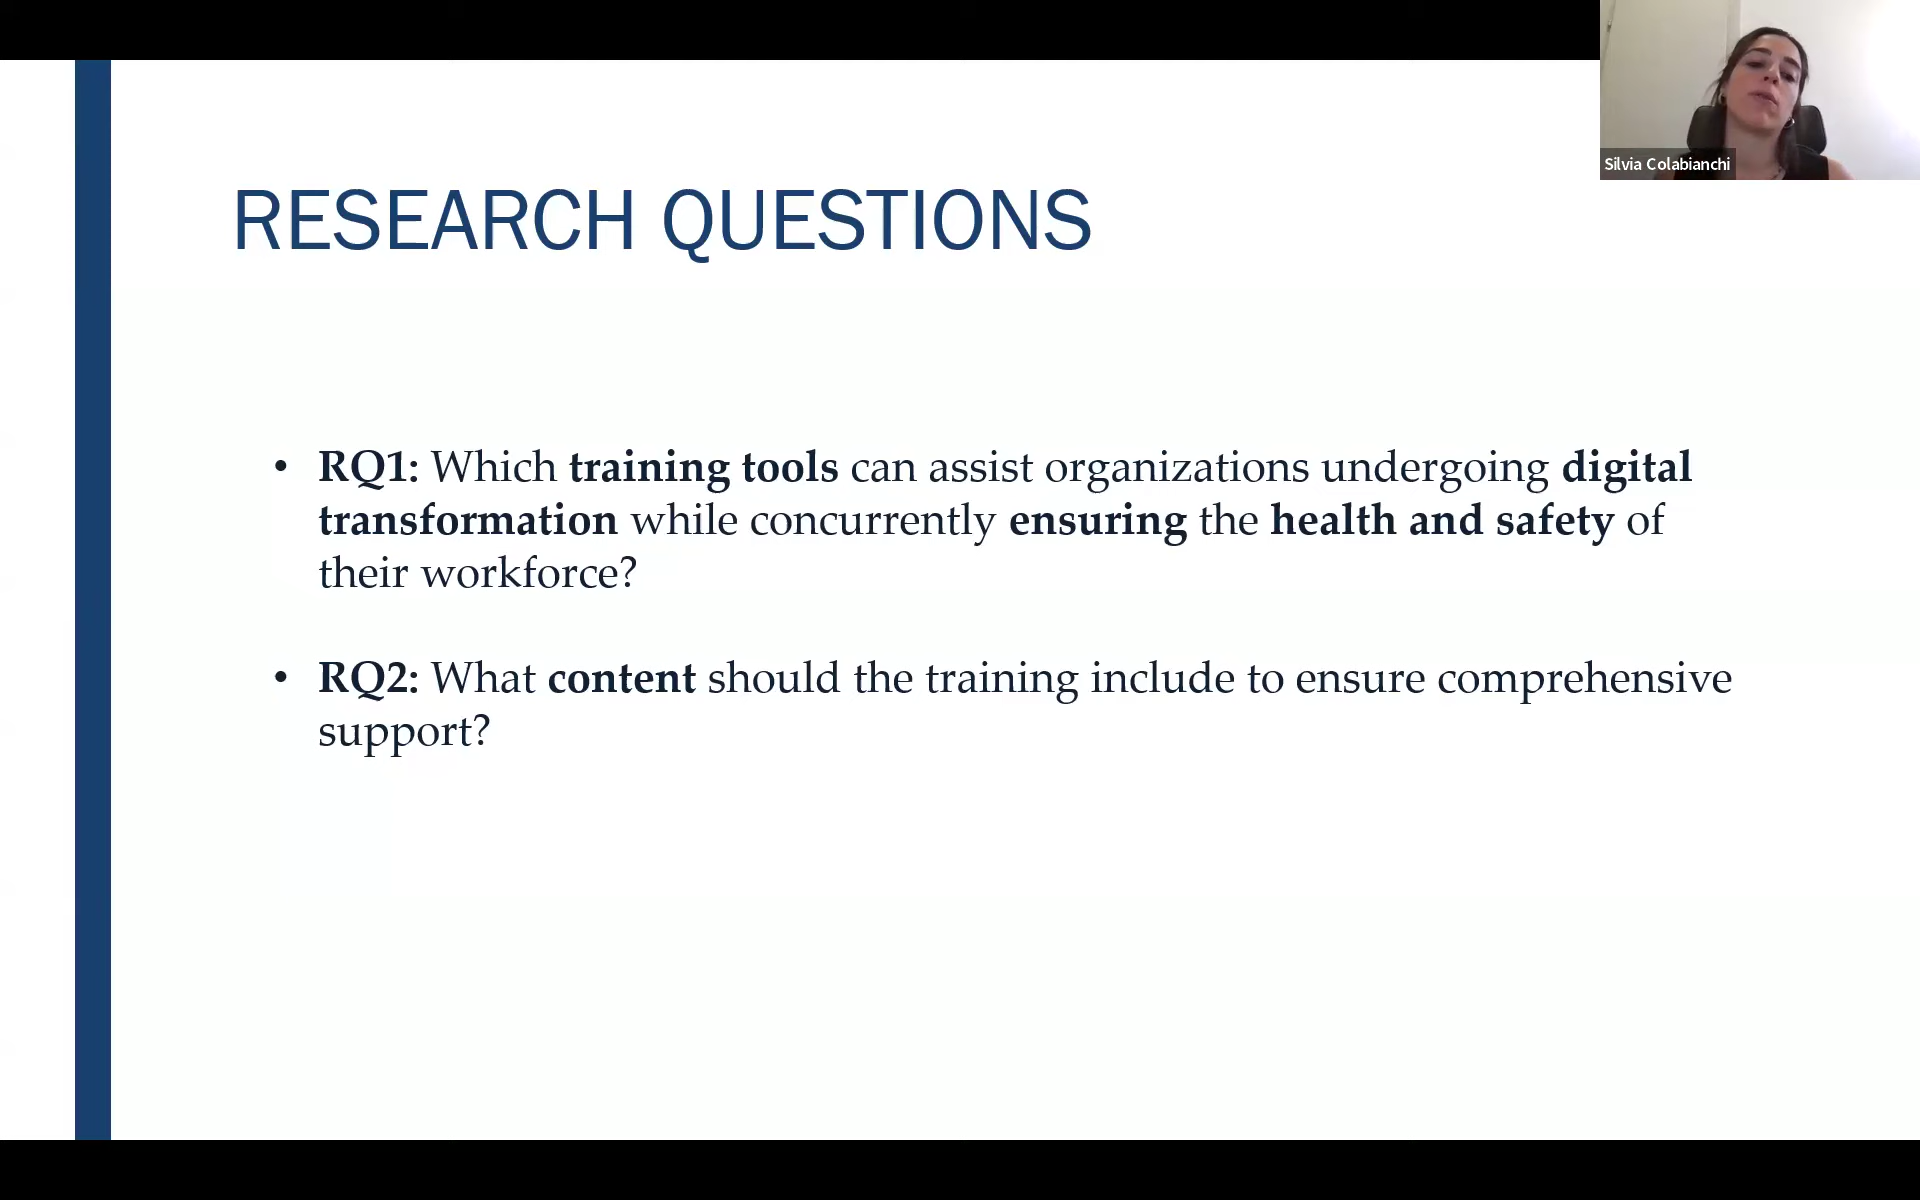 Silvia Colabianchi
RESEARCH QUESTIONS
• RQ1: Which training tools can assist organizations undergoing digital
transformation while concurrently ensuring the health and safety of
their workforce?
• RQ2: What content should the training include to ensure comprehensive
support?